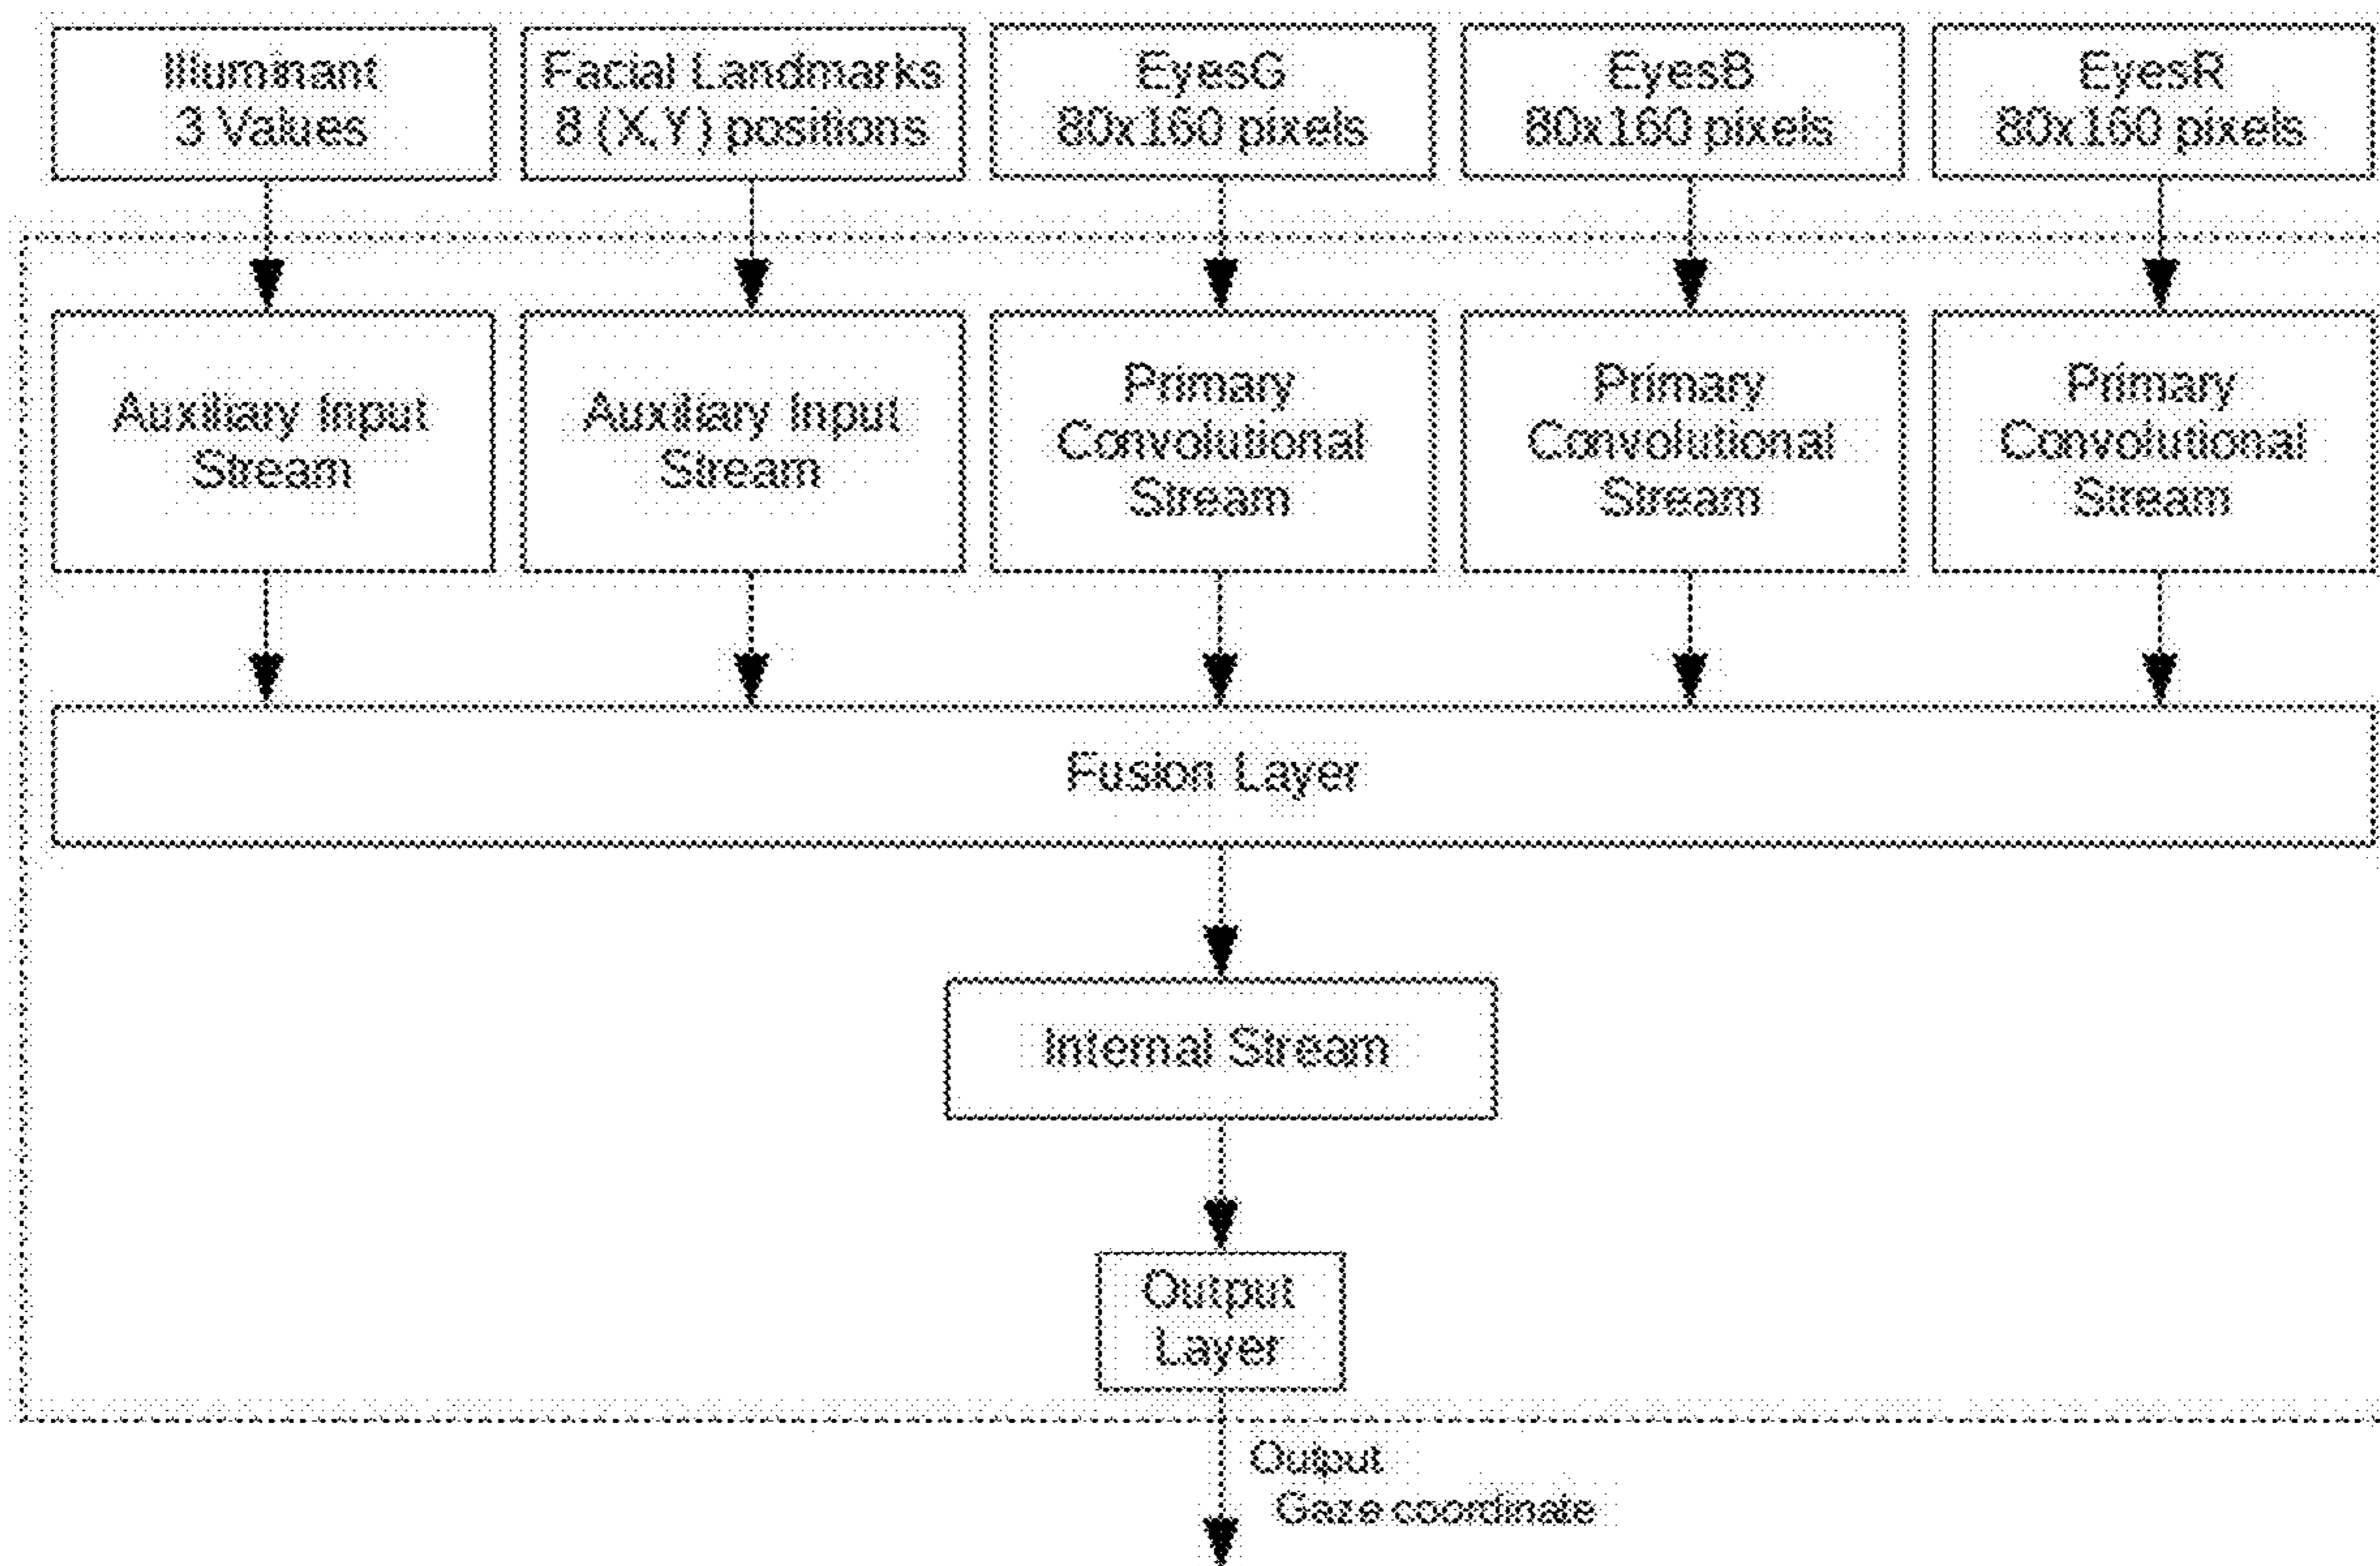 Illuminant
3 Values
Facial Landmarks
8 (X,Y) positions
EyesG
80x160 pixels
EyesB
80x160 pixels
EyesR
80x160 pixels
Auxiliary Input
Stream
Auxiliary Input
Stream
Primary
Convolutional
Stream
Primary
Convolutional
Stream
Primary
Convolutional
Stream
Fusion Layer
Internal Stream
Output
Layer
Output
Gaze coordinate